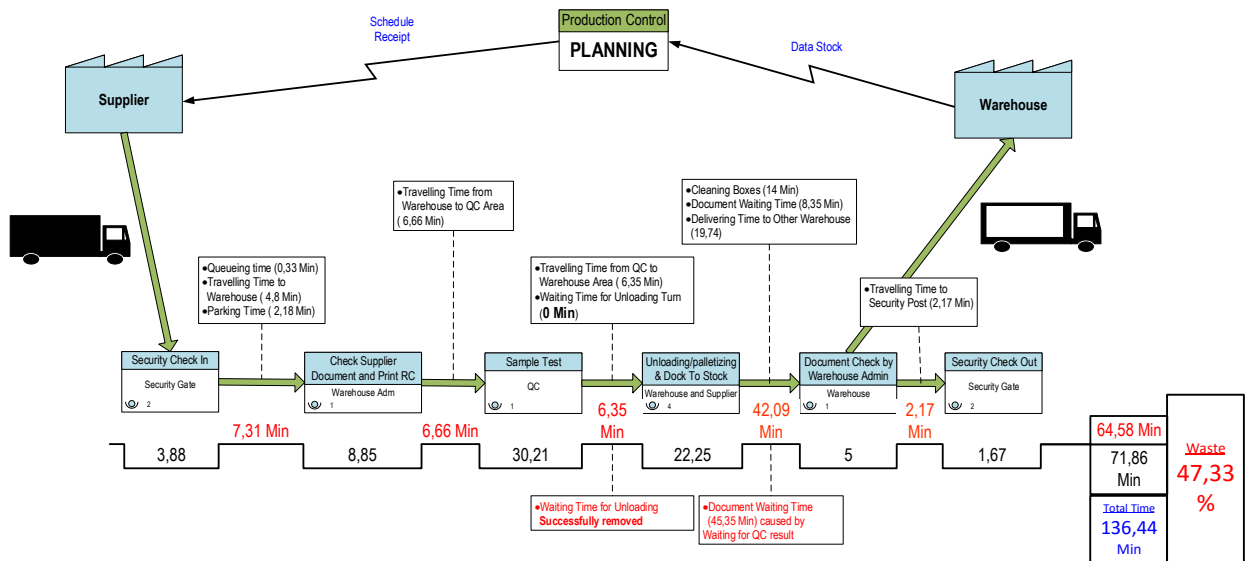 Production Control
PLANNING
Schedule
Receipt
Data Stock
Supplier
Warehouse
•Travelling Time from
Warehouse to QC Area
( 6,66 Min)
•Cleaning Boxes (14 Min)
•Document Waiting Time (8,35 Min)
•Delivering Time to Other Warehouse
(19,74)
•Queueing time (0,33 Min)
•Travelling Time to
Warehouse ( 4,8 Min)
•Parking Time ( 2,18 Min)
•Travelling Time from QC to
Warehouse Area ( 6,35 Min)
•Waiting Time for Unloading Turn
(0 Min)
•Travelling Time to
Security Post (2,17 Min)
Security Check In
Security Gate
2
Check Supplier
Document and Print RC
Warehouse Adm
1
Sample Test
QC
1
Unloading/palletizing
& Dock To Stock
Warehouse and Supplier
4
Document Check by
Warehouse Admin
Warehouse
1
Security Check Out
Security Gate
2
7,31 Min
6,66 Min
6,35
Min
42,09
Min
2,17
Min
3,88
8,85
30,21
22,25
5
1,67
64,58 Min
71,86
Min
Total Time
136,44
Min
Waste
47,33
%
•Waiting Time for Unloading
Successfully removed
•Document Waiting Time
(45,35 Min) caused by
Waiting for QC result